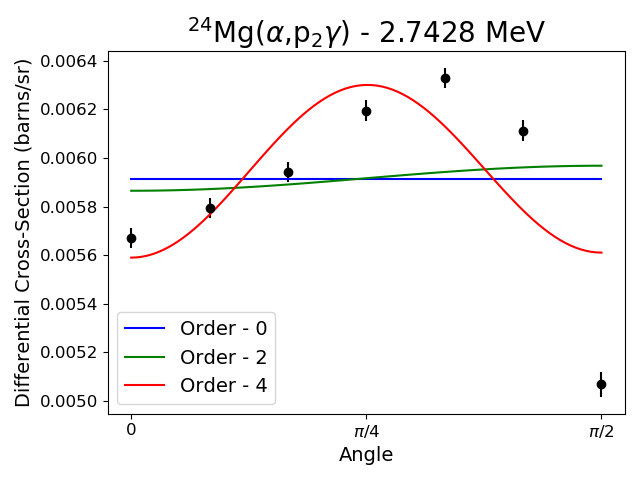 ²⁴Mg(α,p₂γ) - 2.7428 MeV
Differential Cross-Section (barns/sr)
0.0064
0.0062
0.0060
0.0058
0.0056
0.0054
0.0052
0.0050
Order - 0
Order - 2
Order - 4
0
π/4
π/2
Angle